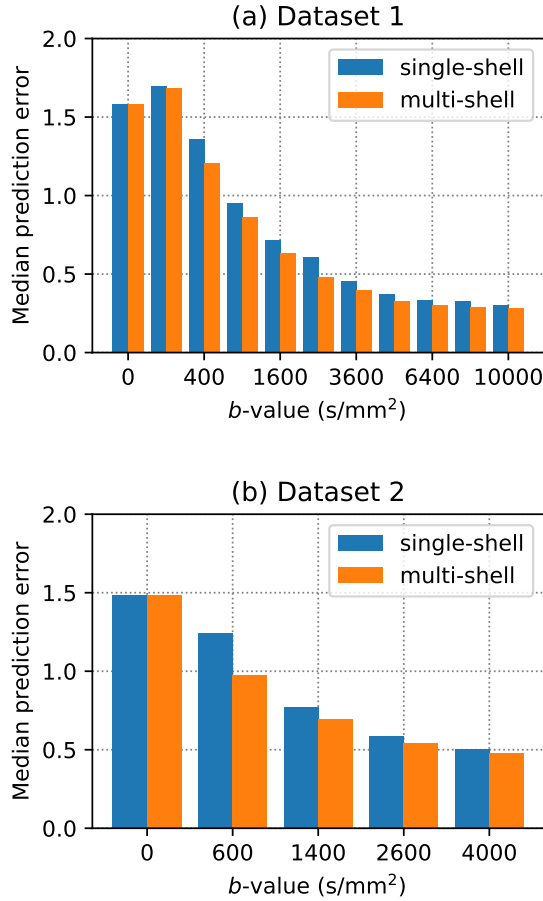 (a) Dataset 1
2.0
1.5
1.0
0.5
0.0
Median prediction error
single-shell
multi-shell
0 400 1600 3600 6400 10000
b-value (s/mm²)
(b) Dataset 2
2.0
1.5
1.0
0.5
0.0
Median prediction error
single-shell
multi-shell
0 600 1400 2600 4000
b-value (s/mm²)